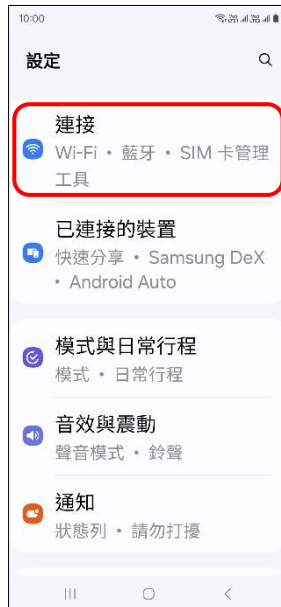 10:00
設定
連接
Wi-Fi • 藍牙 • SIM 卡管理
工具
已連接的裝置
快速分享 • Samsung DeX
• Android Auto
模式與日常行程
模式 • 日常行程
音效與震動
聲音模式 • 鈴聲
通知
狀態列 • 請勿打擾